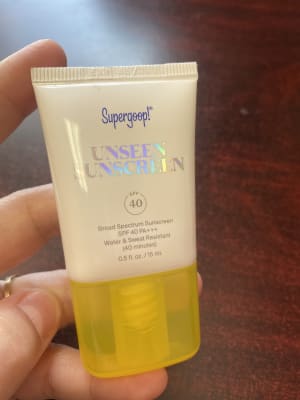 Supergoop!®
UNSEEN
SUNSCREEN
SPF
40
Broad Spectrum Sunscreen
SPF 40 PA+++
Water & Sweat Resistant
(40 minutes)
0.5 fl. oz. / 15 ml